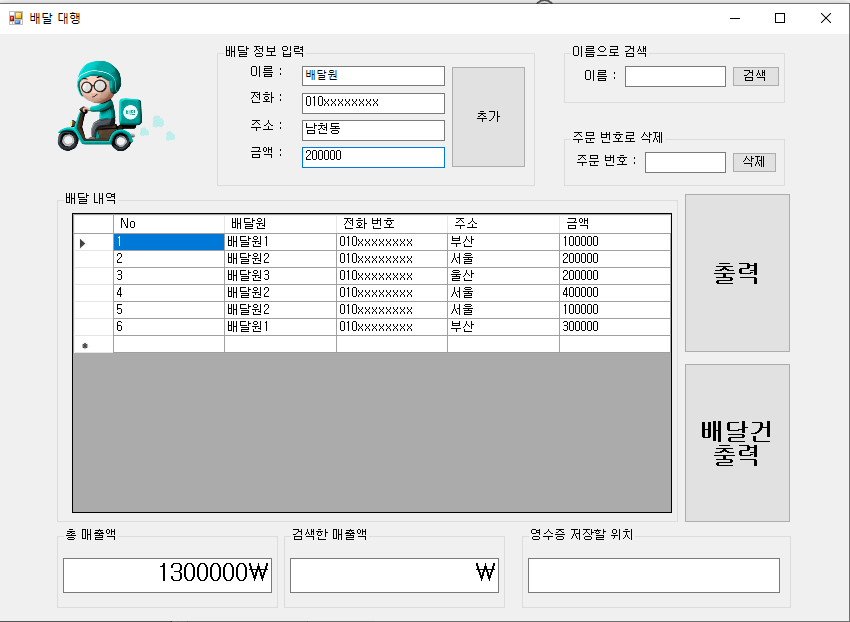 배달 대행
배달 정보 입력
이름 : 배달원
전화 : 010xxxxxxxx
주소 : 남천동
금액 : 200000
추가
이름으로 검색
이름 : 검색
주문 번호로 삭제
주문 번호 : 삭제
배달 내역
No 배달원 전화 번호 주소 금액
1 배달원1 010xxxxxxxx 부산 100000
2 배달원2 010xxxxxxxx 서울 200000
3 배달원3 010xxxxxxxx 울산 200000
4 배달원2 010xxxxxxxx 서울 400000
5 배달원2 010xxxxxxxx 서울 100000
6 배달원1 010xxxxxxxx 부산 300000
출력
배달건
출력
총 매출액
1300000₩
검색한 매출액
₩
영수증 저장할 위치